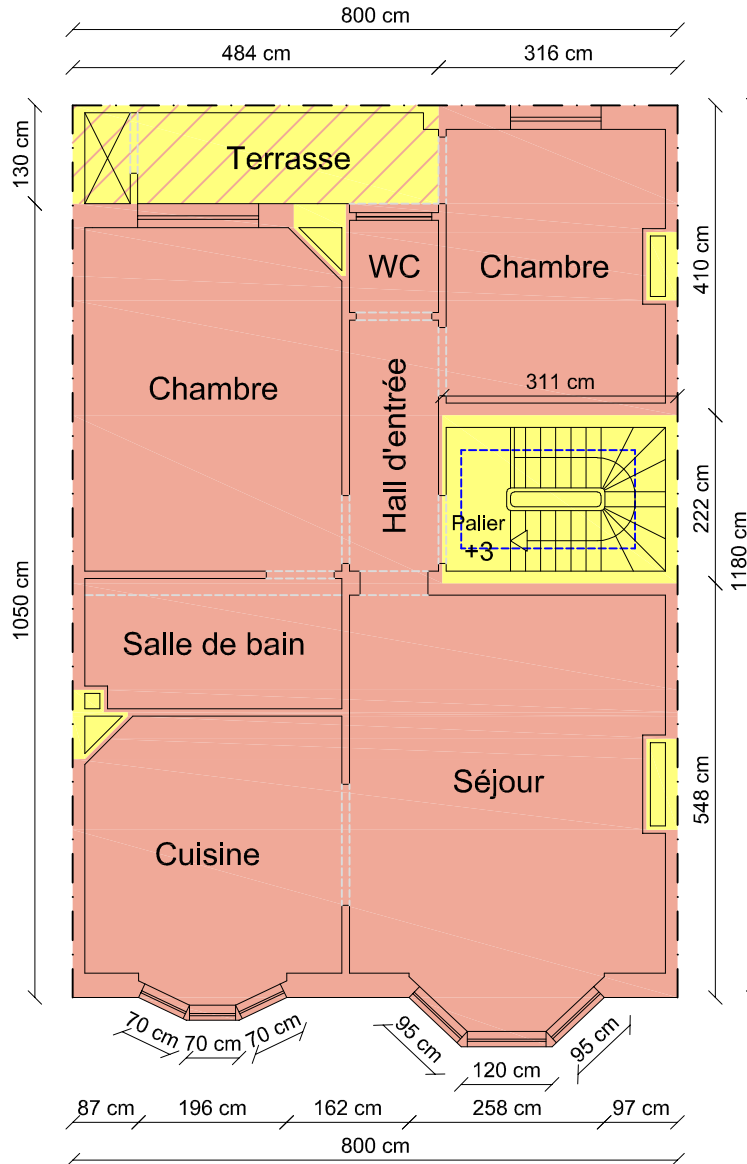 800 cm
484 cm
316 cm
130 cm
Terrasse
WC
Chambre
410 cm
Chambre
Hall d'entrée
311 cm
222 cm
Palier
+3
1180 cm
1050 cm
Salle de bain
Séjour
548 cm
Cuisine
70 cm
70 cm
70 cm
95 cm
120 cm
95 cm
87 cm
196 cm
162 cm
258 cm
97 cm
800 cm